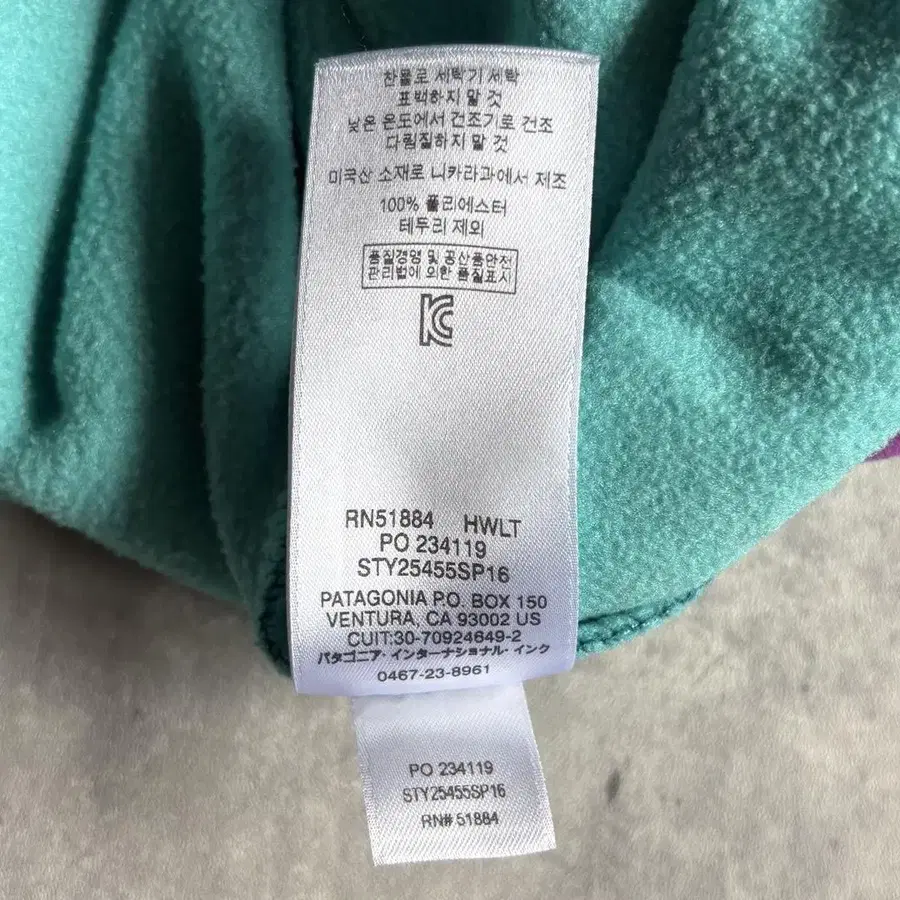 찬물로 세탁기 세탁
표백하지 말 것
낮은 온도에서 건조기로 건조
다림질하지 말 것
미국산 소재로 니카라과에서 제조
100% 폴리에스터
테두리 제외
품질경영 및 공산품안전
관리법에 의한 품질표시
RN51884 HWLT
PO 234119
STY25455SP16
PATAGONIA P.O. BOX 150
VENTURA, CA 93002 US
CUIT:30-70924649-2
パタゴニア・インターナショナル・インク
0467-23-8961
PO 234119
STY25455SP16
RN# 51884